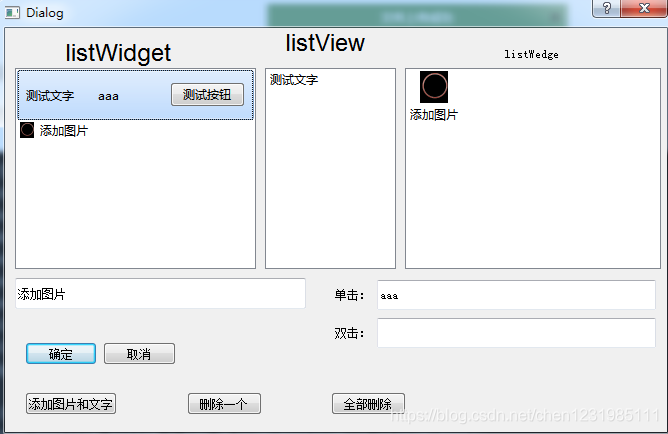 Dialog
listWidget
listView
listWedge
测试文字 aaa 测试按钮
添加图片
测试文字
添加图片
添加图片
单击: aaa
双击:
确定 取消
添加图片和文字 删除一个 全部删除
https://blog.csdn.net/chen1231985111